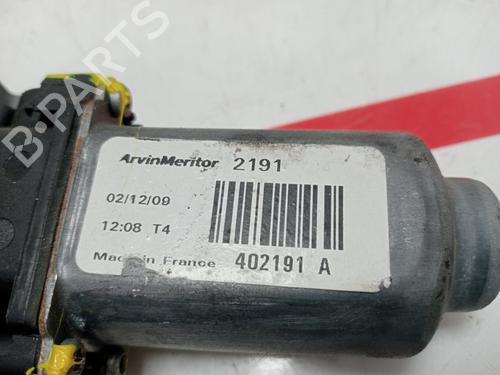 B-PARTS
ArvinMeritor 2191
02/12/09
12:08 T4
Made in France 402191 A